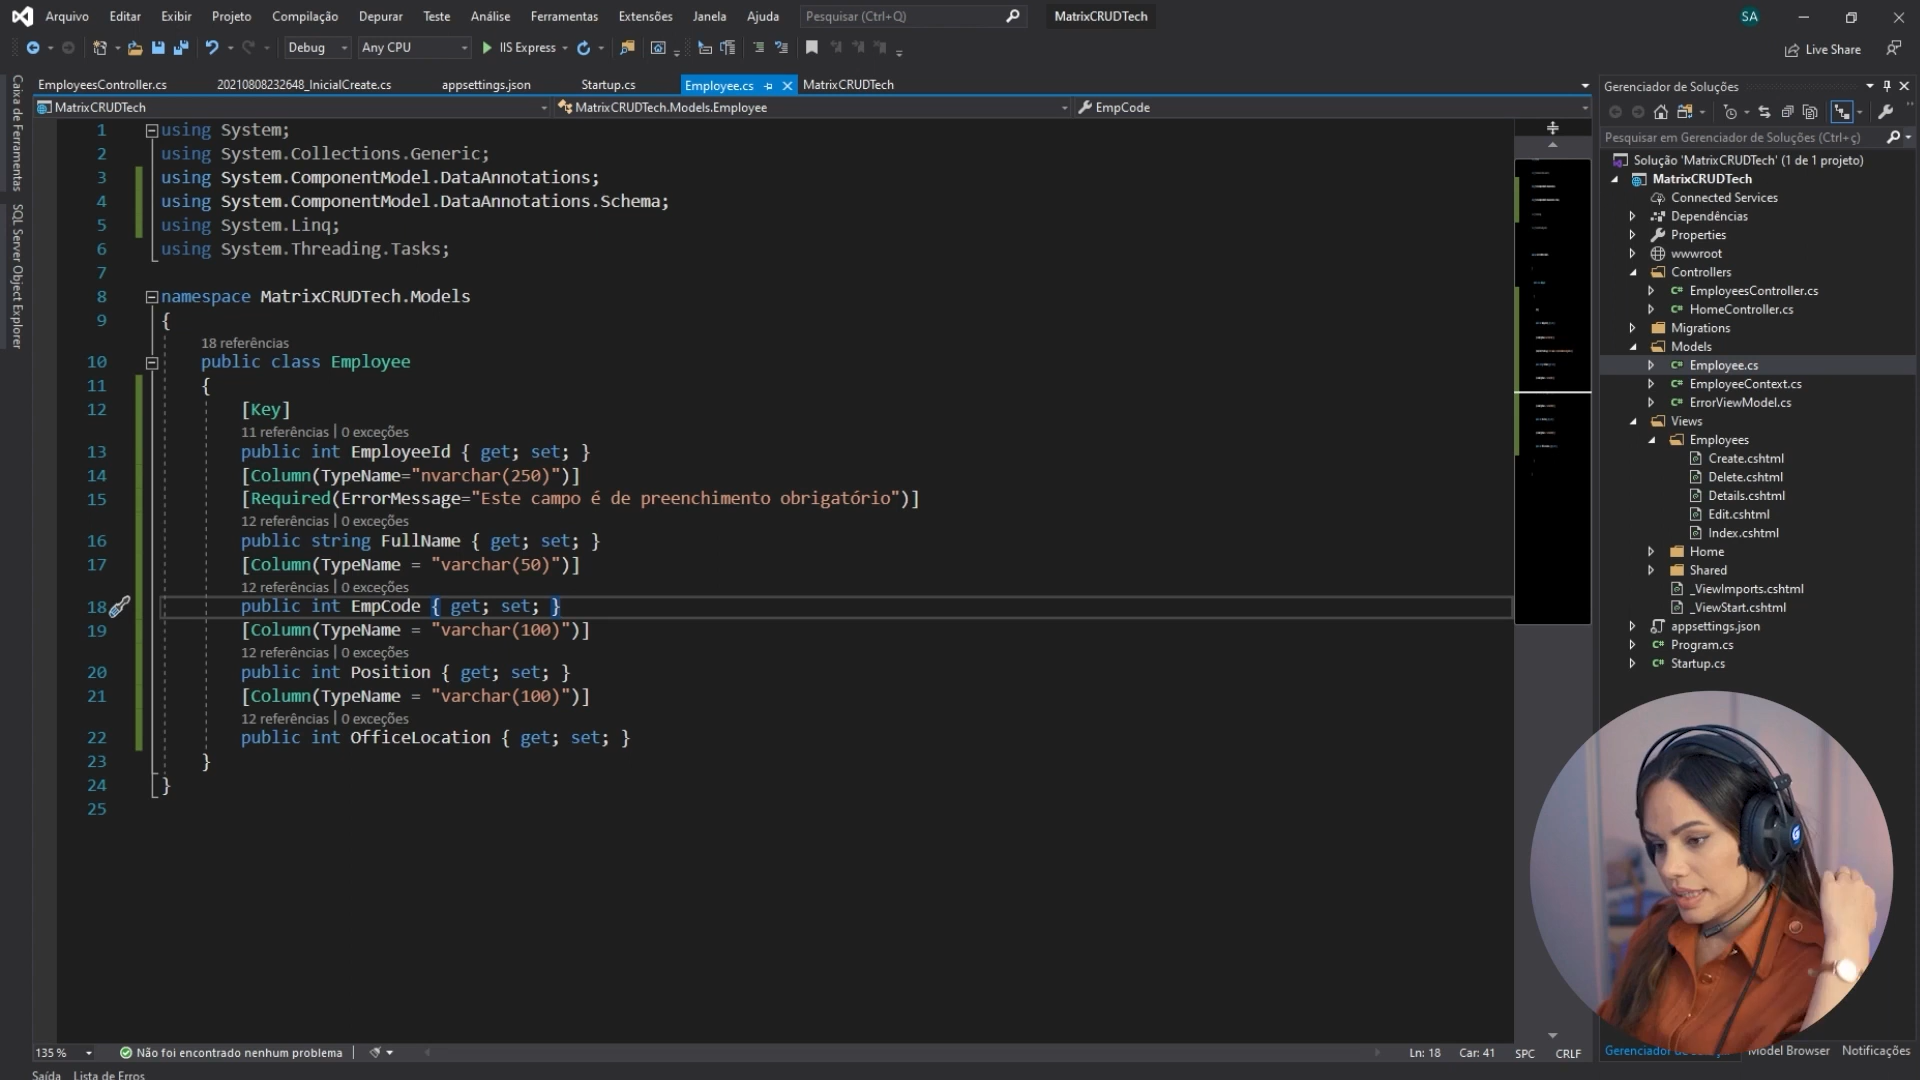 Arquivo Editar Exibir Projeto Compilação Depurar Teste Análise Ferramentas Extensões Janela Ajuda Pesquisar (Ctrl+Q) MatrixCRUDTech SA
Debug Any CPU IIS Express Live Share
EmployeesController.cs 20210808232648_InicialCreate.cs appsettings.json Startup.cs Employee.cs MatrixCRUDTech
MatrixCRUDTech MatrixCRUDTech.Models.Employee EmpCode
Caixa de Ferramentas
SQL Server Object Explorer
1 using System;
2 using System.Collections.Generic;
3 using System.ComponentModel.DataAnnotations;
4 using System.ComponentModel.DataAnnotations.Schema;
5 using System.Linq;
6 using System.Threading.Tasks;
7
8 namespace MatrixCRUDTech.Models
9 {
18 referências
10 public class Employee
11 {
12 [Key]
11 referências | 0 exceções
13 public int EmployeeId { get; set; }
14 [Column(TypeName="nvarchar(250)")]
15 [Required(ErrorMessage="Este campo é de preenchimento obrigatório")]
12 referências | 0 exceções
16 public string FullName { get; set; }
17 [Column(TypeName = "varchar(50)")]
12 referências | 0 exceções
18 public int EmpCode { get; set; }
19 [Column(TypeName = "varchar(100)")]
12 referências | 0 exceções
20 public int Position { get; set; }
21 [Column(TypeName = "varchar(100)")]
12 referências | 0 exceções
22 public int OfficeLocation { get; set; }
23 }
24 }
25
135 % Não foi encontrado nenhum problema Ln: 18 Car: 41 SPC CRLF
Saída Lista de Erros
Gerenciador de Soluções
Pesquisar em Gerenciador de Soluções (Ctrl+ç)
Solução 'MatrixCRUDTech' (1 de 1 projeto)
MatrixCRUDTech
Connected Services
Dependências
Properties
wwwroot
Controllers
C# EmployeesController.cs
C# HomeController.cs
Migrations
Models
C# Employee.cs
C# EmployeeContext.cs
C# ErrorViewModel.cs
Views
Employees
Create.cshtml
Delete.cshtml
Details.cshtml
Edit.cshtml
Index.cshtml
Home
Shared
_ViewImports.cshtml
_ViewStart.cshtml
appsettings.json
C# Program.cs
C# Startup.cs
Gerenciador Model Browser Notificações